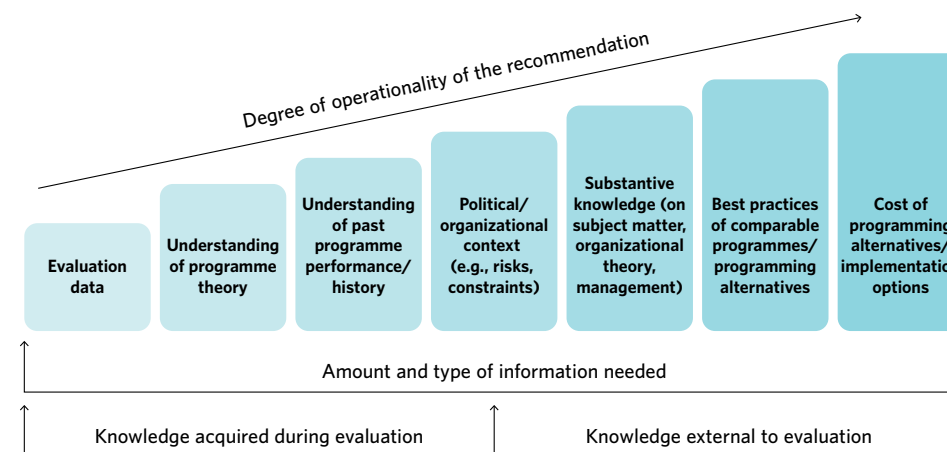 Degree of operationality of the recommendation
Evaluation
data
Understanding
of programme
theory
Understanding
of past
programme
performance/
history
Political/
organizational
context
(e.g., risks,
constraints)
Substantive
knowledge (on
subject matter,
organizational
theory,
management)
Best practices
of comparable
programmes/
programming
alternatives
Cost of
programming
alternatives/
implementatio
options
Amount and type of information needed
Knowledge acquired during evaluation
Knowledge external to evaluation